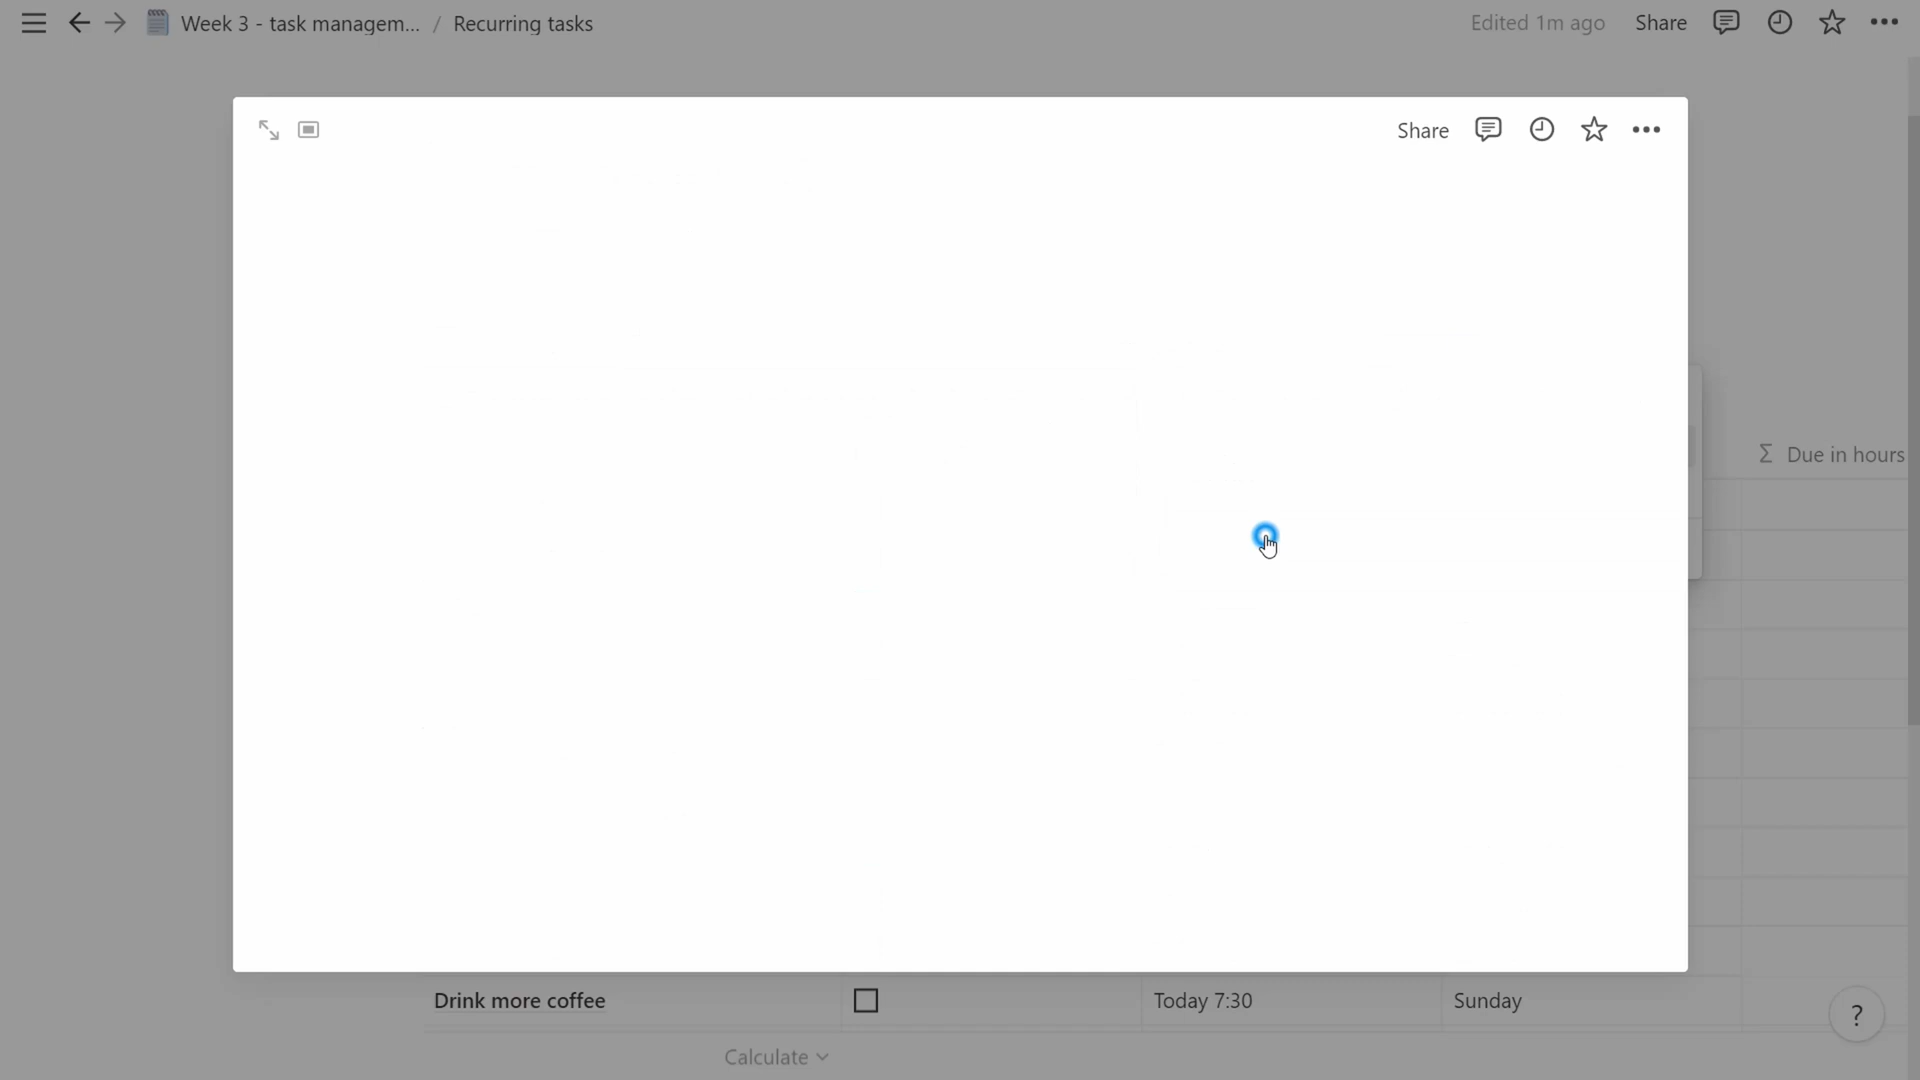 Week 3 - task managem... / Recurring tasks
Edited 1m ago
Share
Share
Due in hours
Drink more coffee
Today 7:30
Sunday
Calculate
?